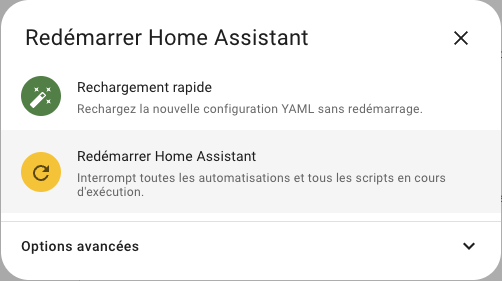 Redémarrer Home Assistant
Rechargement rapide
Rechargez la nouvelle configuration YAML sans redémarrage.
Redémarrer Home Assistant
Interrompt toutes les automatisations et tous les scripts en cours
d'exécution.
Options avancées